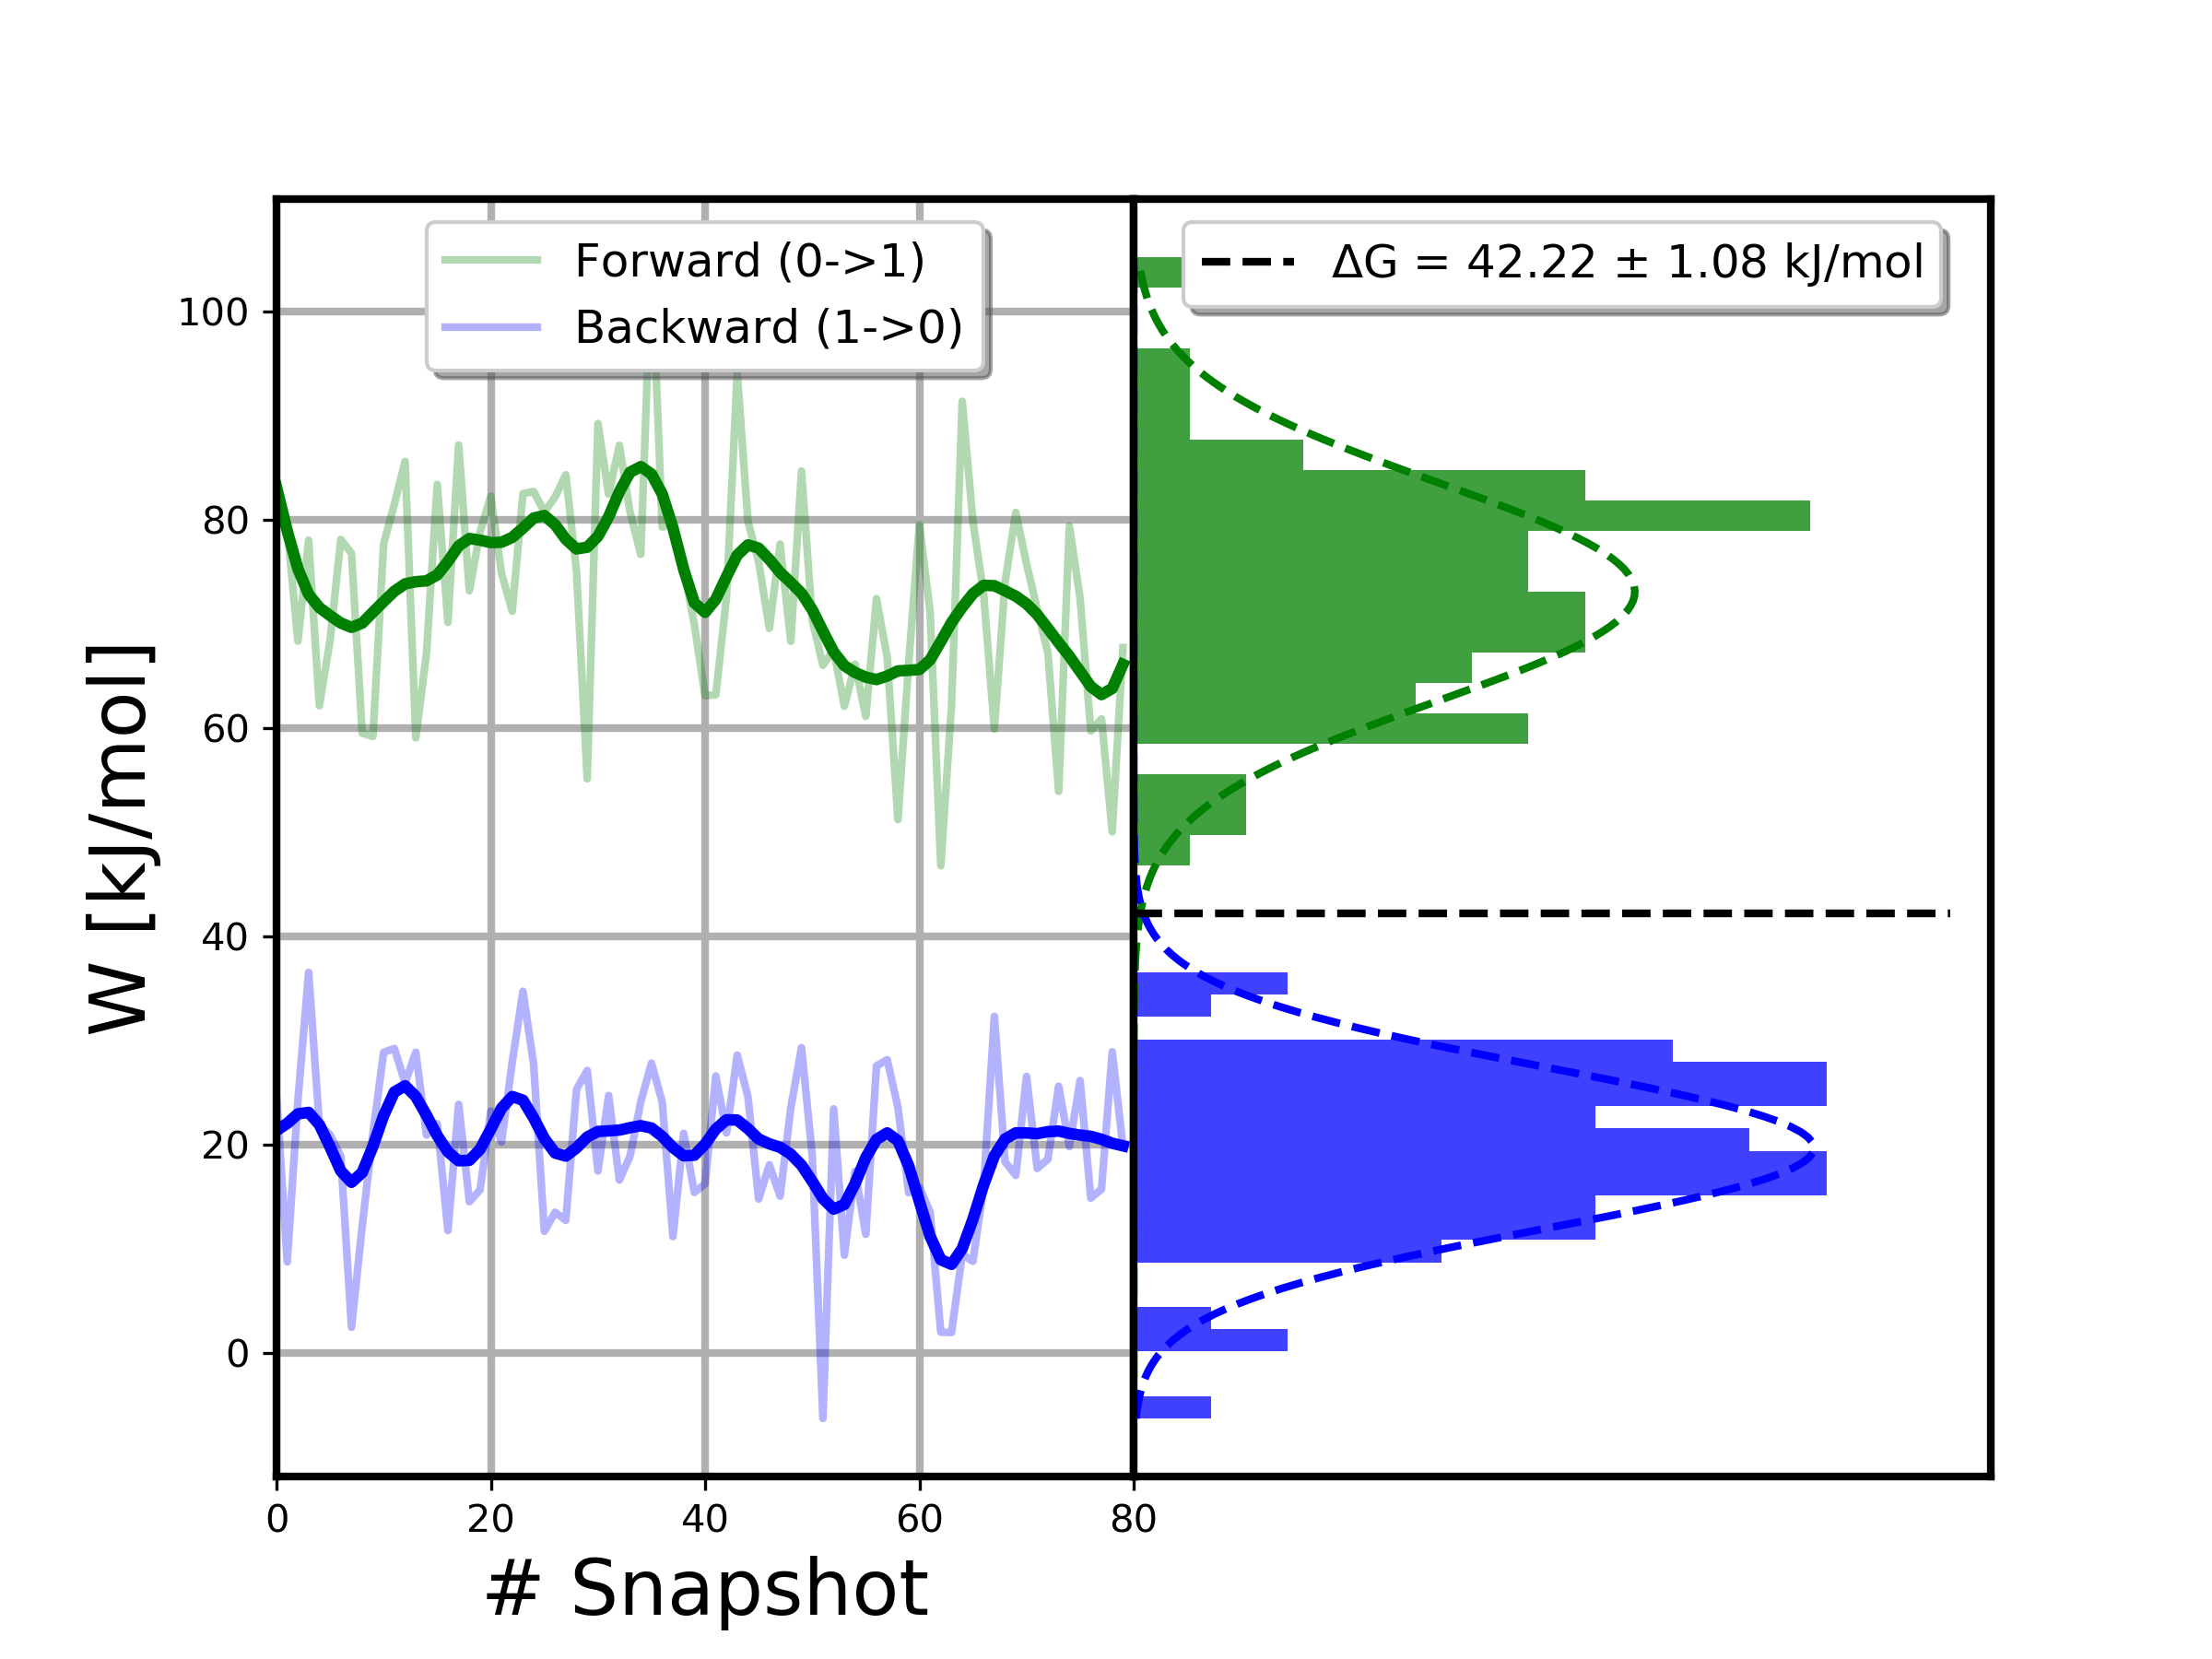 Forward (0->1)
Backward (1->0)
ΔG = 42.22 ± 1.08 kJ/mol
W [kJ/mol]
100
80
60
40
20
0
0 20 40 60 80
# Snapshot